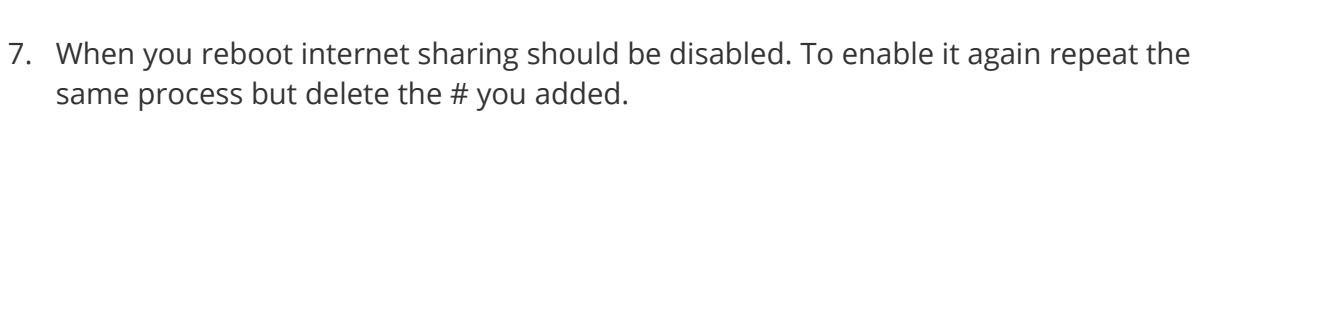 7. When you reboot internet sharing should be disabled. To enable it again repeat the
same process but delete the # you added.